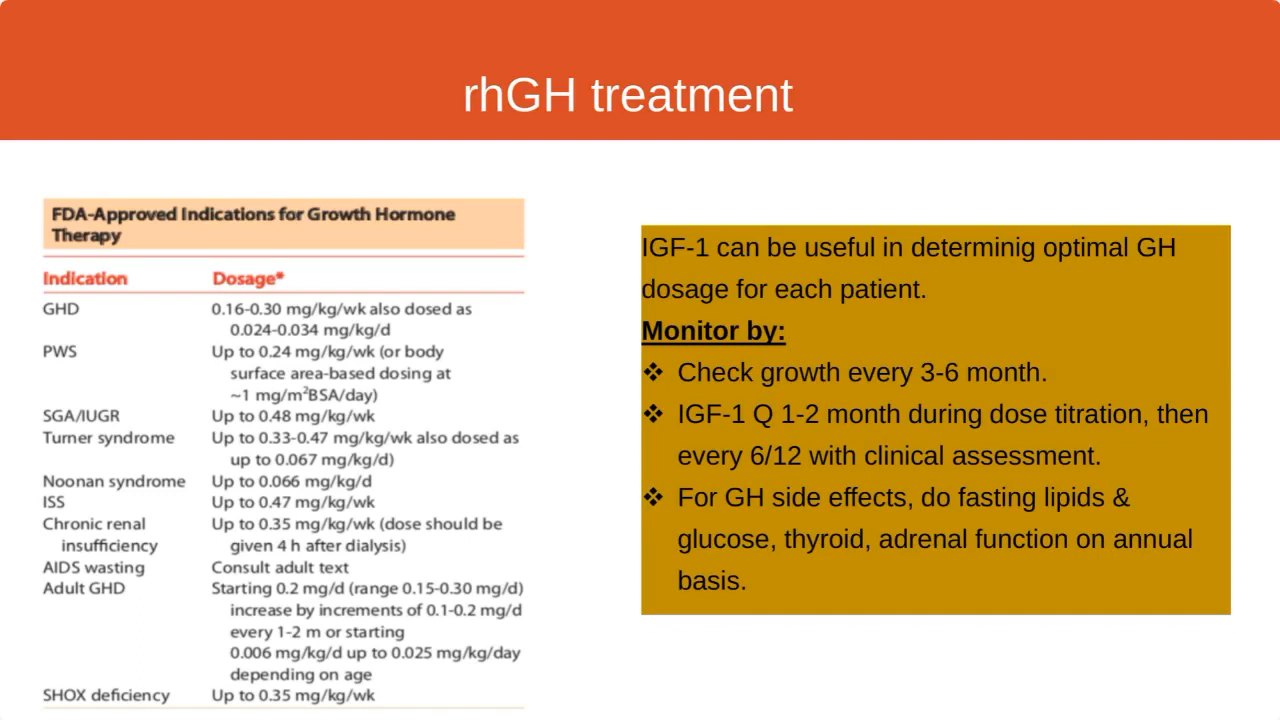 rhGH treatment
FDA-Approved Indications for Growth Hormone
Therapy
Indication Dosage*
GHD 0.16-0.30 mg/kg/wk also dosed as
0.024-0.034 mg/kg/d
PWS Up to 0.24 mg/kg/wk (or body
surface area-based dosing at
~1 mg/m²BSA/day)
SGA/IUGR Up to 0.48 mg/kg/wk
Turner syndrome Up to 0.33-0.47 mg/kg/wk also dosed as
up to 0.067 mg/kg/d)
Noonan syndrome Up to 0.066 mg/kg/d
ISS Up to 0.47 mg/kg/wk
Chronic renal Up to 0.35 mg/kg/wk (dose should be
insufficiency given 4 h after dialysis)
AIDS wasting Consult adult text
Adult GHD Starting 0.2 mg/d (range 0.15-0.30 mg/d)
increase by increments of 0.1-0.2 mg/d
every 1-2 m or starting
0.006 mg/kg/d up to 0.025 mg/kg/day
depending on age
SHOX deficiency Up to 0.35 mg/kg/wk
IGF-1 can be useful in determinig optimal GH
dosage for each patient.
Monitor by:
❖ Check growth every 3-6 month.
❖ IGF-1 Q 1-2 month during dose titration, then
every 6/12 with clinical assessment.
❖ For GH side effects, do fasting lipids &
glucose, thyroid, adrenal function on annual
basis.